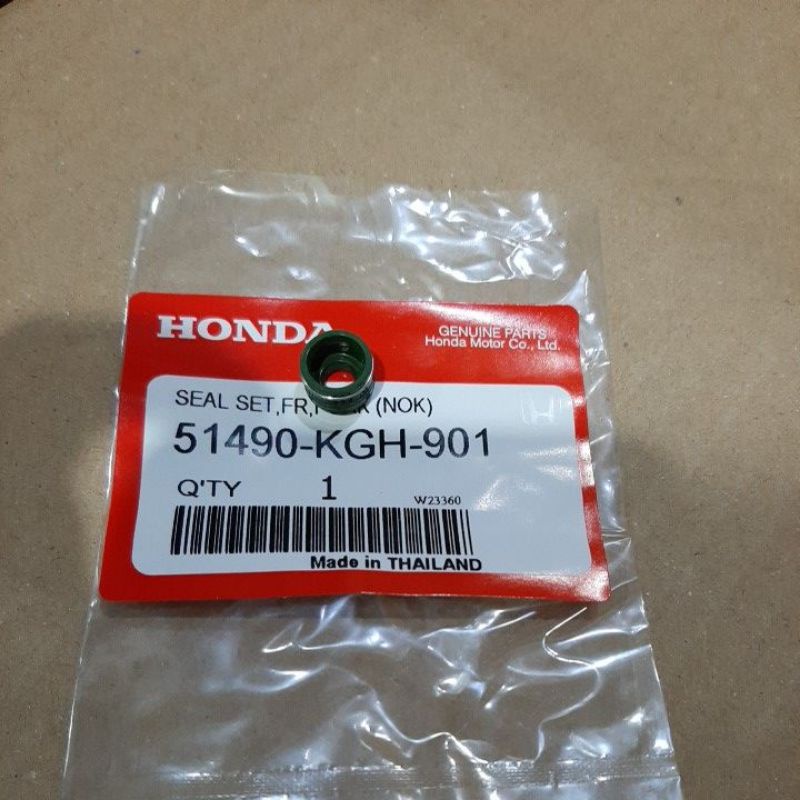 HONDA
GENUINE PARTS
Honda Motor Co., Ltd.
SEAL SET,FR, (NOK)
51490-KGH-901
Q'TY 1
W23360
Made in THAILAND